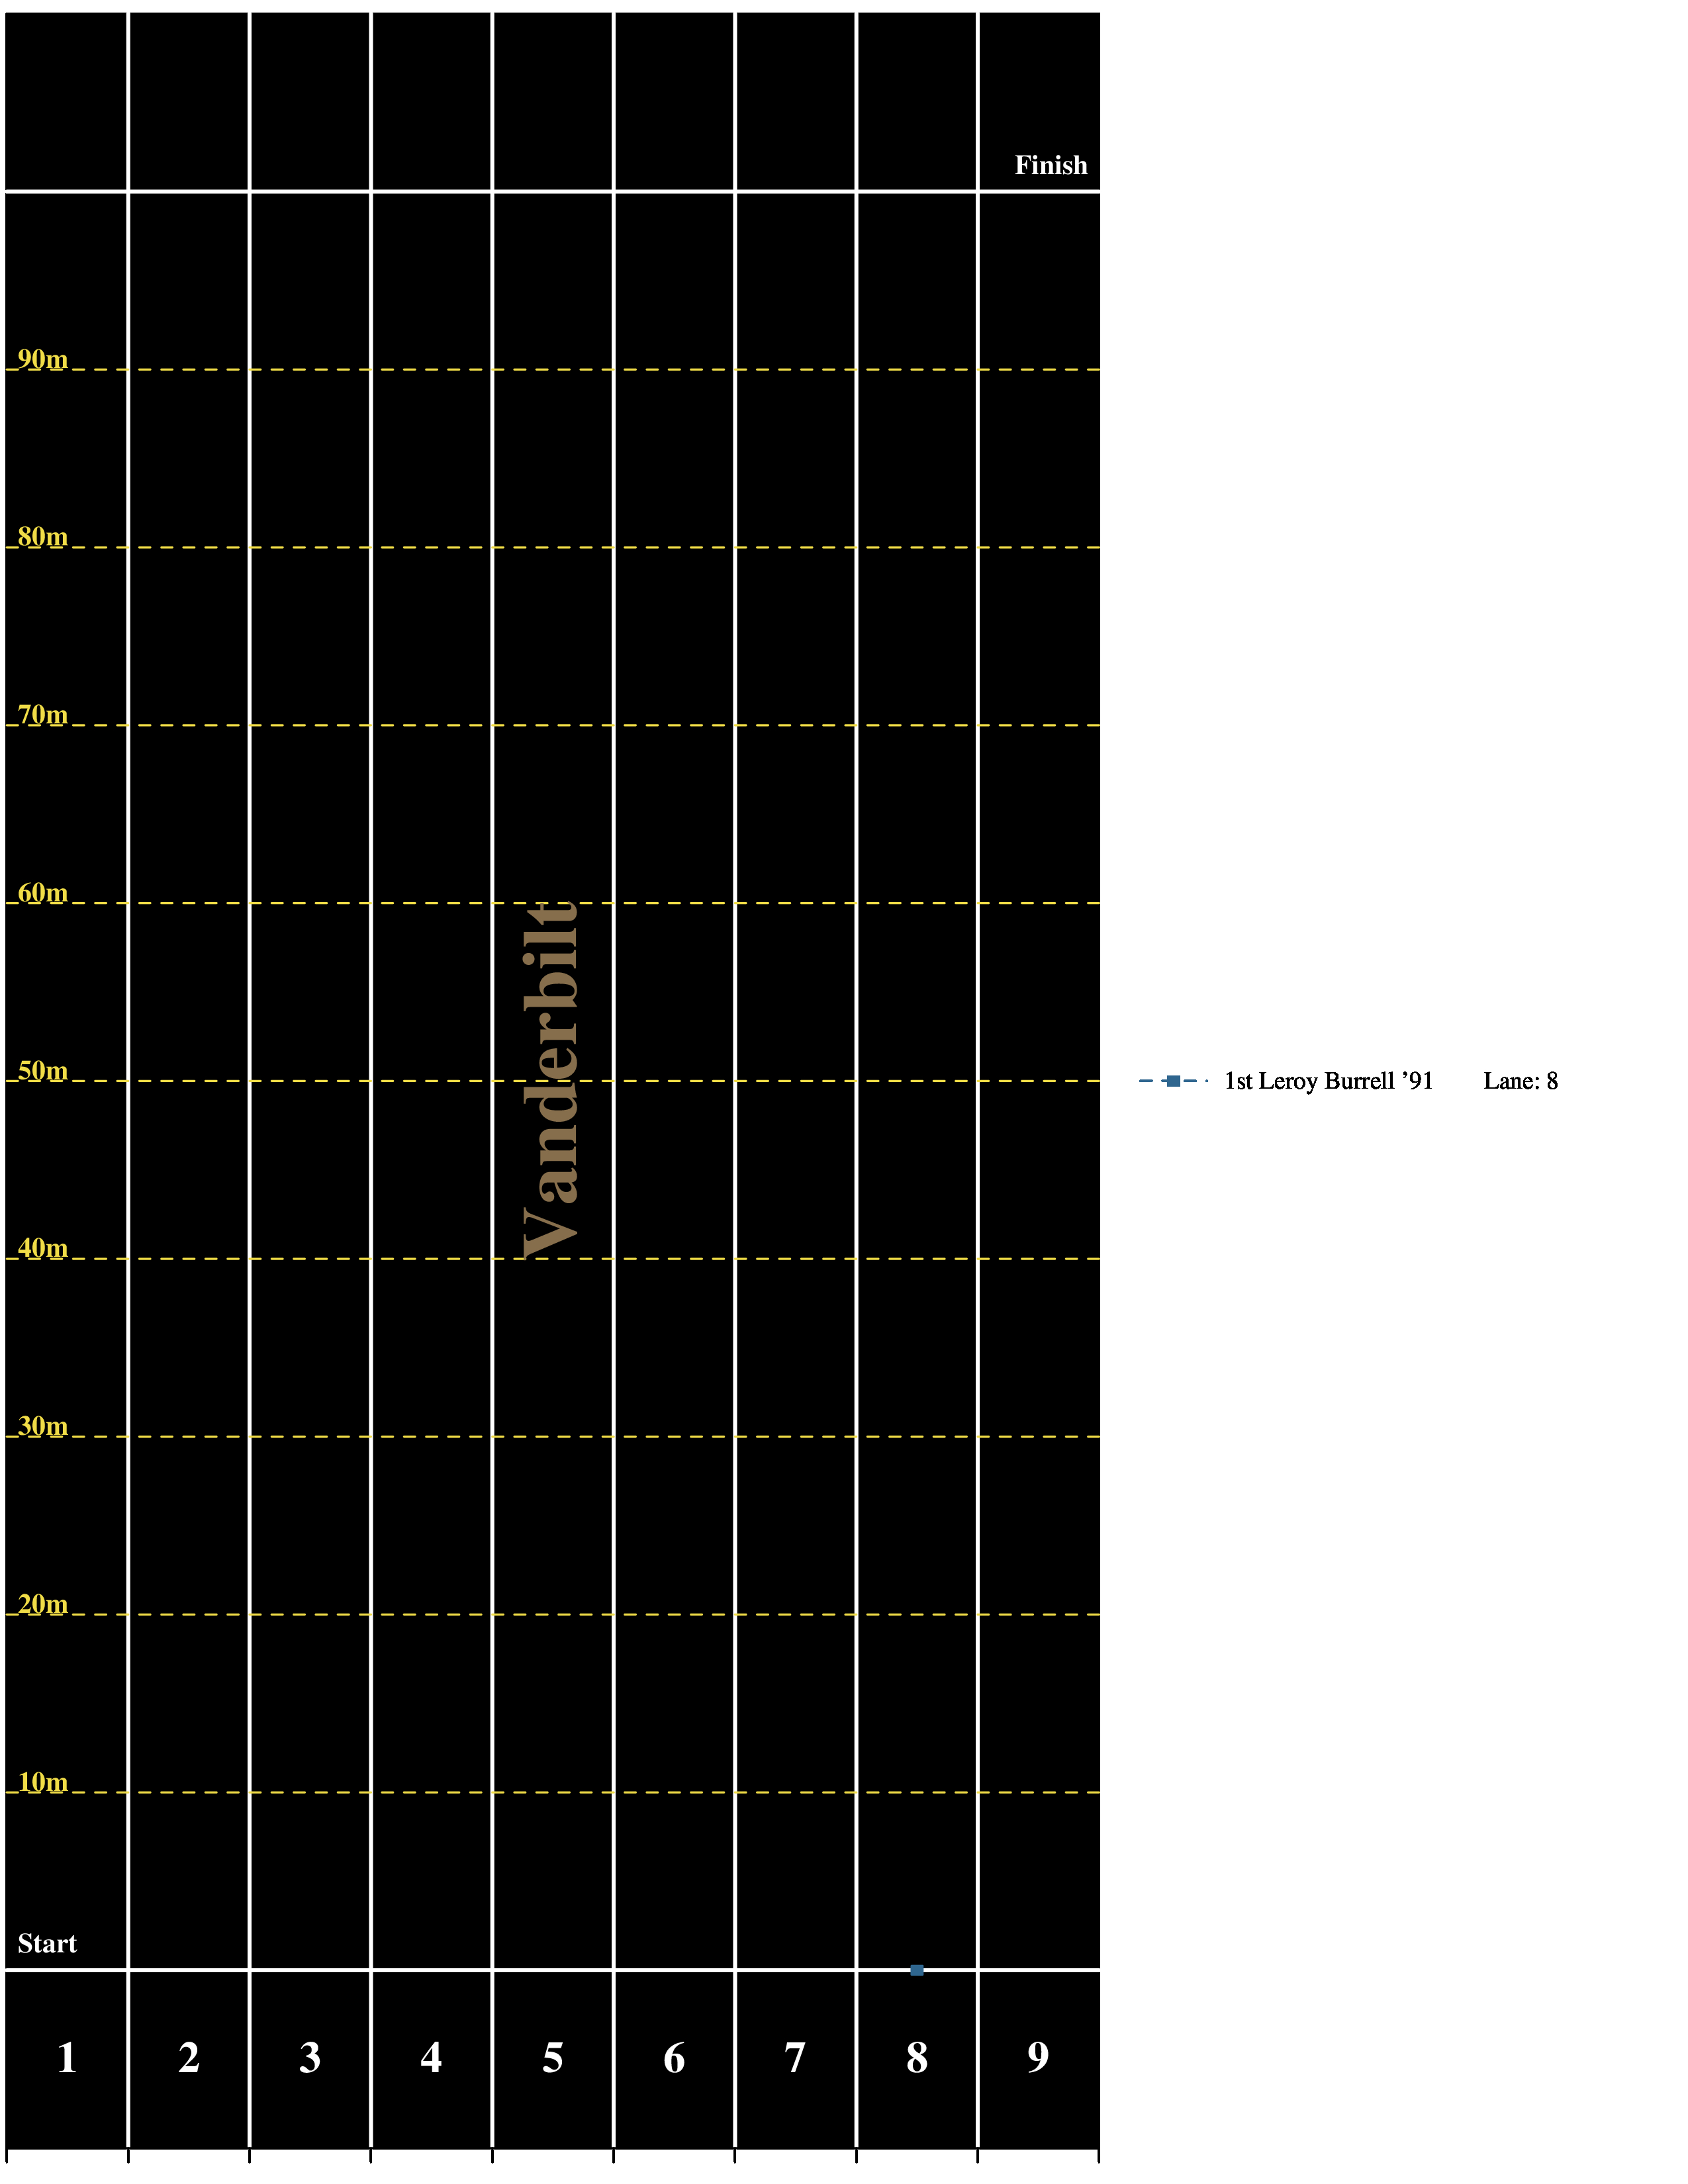 Finish
90m
80m
70m
60m
Vanderbilt
50m
1st Leroy Burrell ’91 Lane: 8
40m
30m
20m
10m
Start
1 2 3 4 5 6 7 8 9